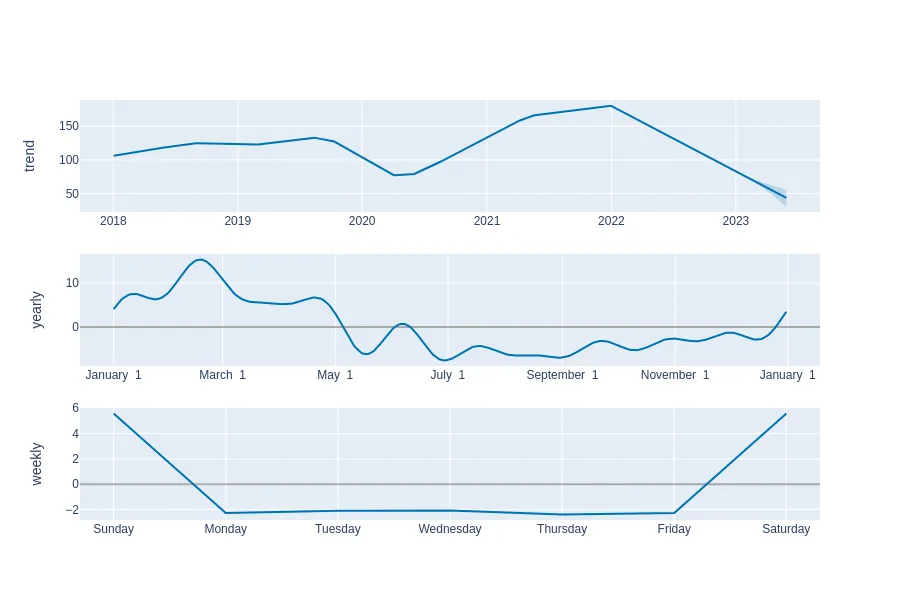 trend
150
100
50
2018 2019 2020 2021 2022 2023
yearly
10
0
January 1 March 1 May 1 July 1 September 1 November 1 January 1
weekly
6
4
2
0
−2
Sunday Monday Tuesday Wednesday Thursday Friday Saturday